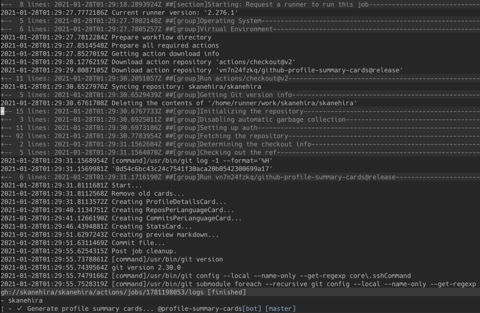 +-- 8 lines: 2021-01-28T01:29:18.2893924Z ##[section]Starting: Request a runner to run this job
2021-01-28T01:29:27.7772186Z Current runner version: '2.276.1'
+-- 5 lines: 2021-01-28T01:29:27.7802148Z ##[group]Operating System
+-- 7 lines: 2021-01-28T01:29:27.7805257Z ##[group]Virtual Environment
2021-01-28T01:29:27.7812284Z Prepare workflow directory
2021-01-28T01:29:27.8514548Z Prepare all required actions
2021-01-28T01:29:27.8527019Z Getting action download info
2021-01-28T01:29:28.1276219Z Download action repository 'actions/checkout@v2'
2021-01-28T01:29:29.8087105Z Download action repository 'vn7n24fzkq/github-profile-summary-cards@release'
+-- 11 lines: 2021-01-28T01:29:30.2051057Z ##[group]Run actions/checkout@v2
2021-01-28T01:29:30.6527976Z Syncing repository: skanehira/skanehira
+-- 5 lines: 2021-01-28T01:29:30.6529439Z ##[group]Getting Git version info
2021-01-28T01:29:30.6761708Z Deleting the contents of '/home/runner/work/skanehira/skanehira'
+-- 15 lines: 2021-01-28T01:29:30.6767733Z ##[group]Initializing the repository
+-- 3 lines: 2021-01-28T01:29:30.6925011Z ##[group]Disabling automatic garbage collection
+-- 11 lines: 2021-01-28T01:29:30.6973186Z ##[group]Setting up auth
+-- 92 lines: 2021-01-28T01:29:30.7783954Z ##[group]Fetching the repository
+-- 2 lines: 2021-01-28T01:29:31.1562684Z ##[group]Determining the checkout info
+-- 5 lines: 2021-01-28T01:29:31.1564070Z ##[group]Checking out the ref
2021-01-28T01:29:31.1568954Z [command]/usr/bin/git log -1 --format='%H'
2021-01-28T01:29:31.1569981Z '0d54c6bc43c24c7541f30aca28b0542300699a17'
+-- 6 lines: 2021-01-28T01:29:31.1716190Z ##[group]Run vn7n24fzkq/github-profile-summary-cards@release
2021-01-28T01:29:31.8111681Z Start...
2021-01-28T01:29:31.8112568Z Remove old cards...
2021-01-28T01:29:31.8113572Z Creating ProfileDetailsCard...
2021-01-28T01:29:40.1134751Z Creating ReposPerLanguageCard...
2021-01-28T01:29:41.1266190Z Creating CommitsPerLanguageCard...
2021-01-28T01:29:46.4394881Z Creating StatsCard...
2021-01-28T01:29:51.6297243Z Creating preview markdown...
2021-01-28T01:29:51.6311469Z Commit file...
2021-01-28T01:29:55.6254315Z Post job cleanup.
2021-01-28T01:29:55.7378861Z [command]/usr/bin/git version
2021-01-28T01:29:55.7439564Z git version 2.30.0
2021-01-28T01:29:55.7479166Z [command]/usr/bin/git config --local --name-only --get-regexp core\.sshCommand
2021-01-28T01:29:55.7528319Z [command]/usr/bin/git submodule foreach --recursive git config --local --name-only --get-regexp
gh://skanehira/skanehira/actions/jobs/1781198053/logs [finished]
- skanehira
| - ✓ Generate profile summary cards... @profile-summary-cards[bot] [master]